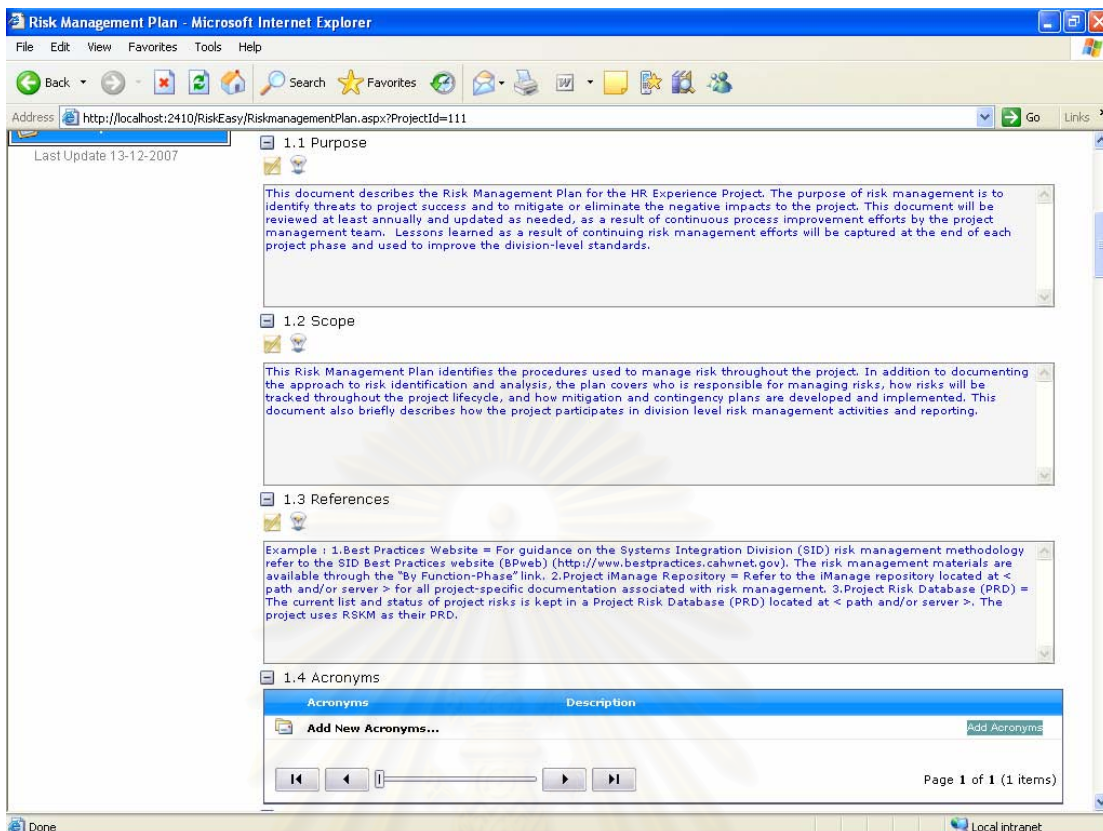 Risk Management Plan - Microsoft Internet Explorer
File Edit View Favorites Tools Help
Back Search Favorites
Address http://localhost:2410/RiskEasy/RiskmanagementPlan.aspx?ProjectId=111 Go Links
Last Update 13-12-2007
1.1 Purpose
This document describes the Risk Management Plan for the HR Experience Project. The purpose of risk management is to
identify threats to project success and to mitigate or eliminate the negative impacts to the project. This document will be
reviewed at least annually and updated as needed, as a result of continuous process improvement efforts by the project
management team. Lessons learned as a result of continuing risk management efforts will be captured at the end of each
project phase and used to improve the division-level standards.
1.2 Scope
This Risk Management Plan identifies the procedures used to manage risk throughout the project. In addition to documenting
the approach to risk identification and analysis, the plan covers who is responsible for managing risks, how risks will be
tracked throughout the project lifecycle, and how mitigation and contingency plans are developed and implemented. This
document also briefly describes how the project participates in division level risk management activities and reporting.
1.3 References
Example : 1.Best Practices Website = For guidance on the Systems Integration Division (SID) risk management methodology
refer to the SID Best Practices website (BPweb) (http://www.bestpractices.cahwnet.gov). The risk management materials are
available through the "By Function-Phase" link. 2.Project iManage Repository = Refer to the iManage repository located at <
path and/or server > for all project-specific documentation associated with risk management. 3.Project Risk Database (PRD) =
The current list and status of project risks is kept in a Project Risk Database (PRD) located at < path and/or server >. The
project uses RSKM as their PRD.
1.4 Acronyms
Acronyms Description
Add New Acronyms... Add Acronyms
Page 1 of 1 (1 items)
Done Local intranet